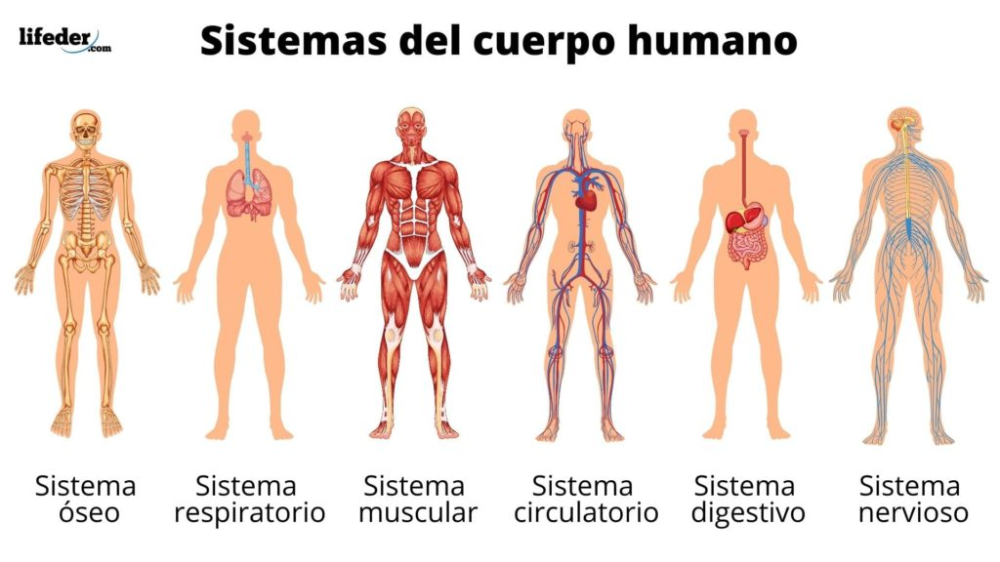 lifeder.com
Sistemas del cuerpo humano
Sistema
óseo
Sistema
respiratorio
Sistema
muscular
Sistema
circulatorio
Sistema
digestivo
Sistema
nervioso